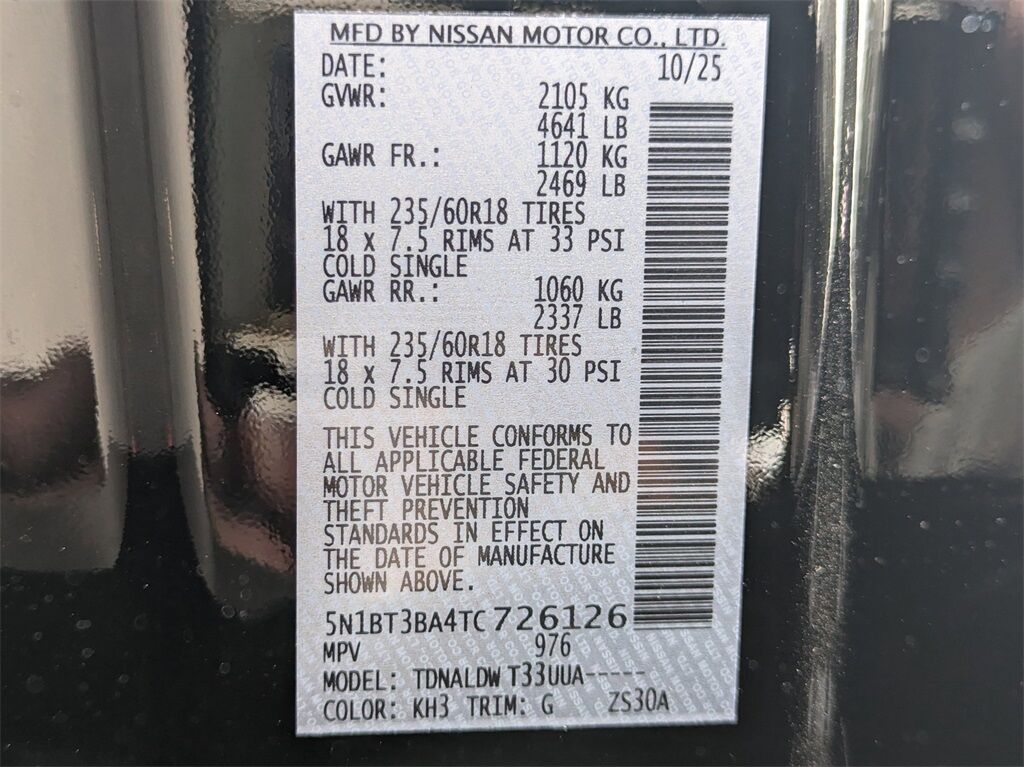 MFD BY NISSAN MOTOR CO., LTD.
DATE: 10/25
GVWR: 2105 KG
4641 LB
GAWR FR.: 1120 KG
2469 LB
WITH 235/60R18 TIRES
18 x 7.5 RIMS AT 33 PSI
COLD SINGLE
GAWR RR.: 1060 KG
2337 LB
WITH 235/60R18 TIRES
18 x 7.5 RIMS AT 30 PSI
COLD SINGLE
THIS VEHICLE CONFORMS TO
ALL APPLICABLE FEDERAL
MOTOR VEHICLE SAFETY AND
THEFT PREVENTION
STANDARDS IN EFFECT ON
THE DATE OF MANUFACTURE
SHOWN ABOVE.
5N1BT3BA4TC726126
MPV 976
MODEL: TDNALDW T33UUA-----
COLOR: KH3 TRIM: G ZS30A